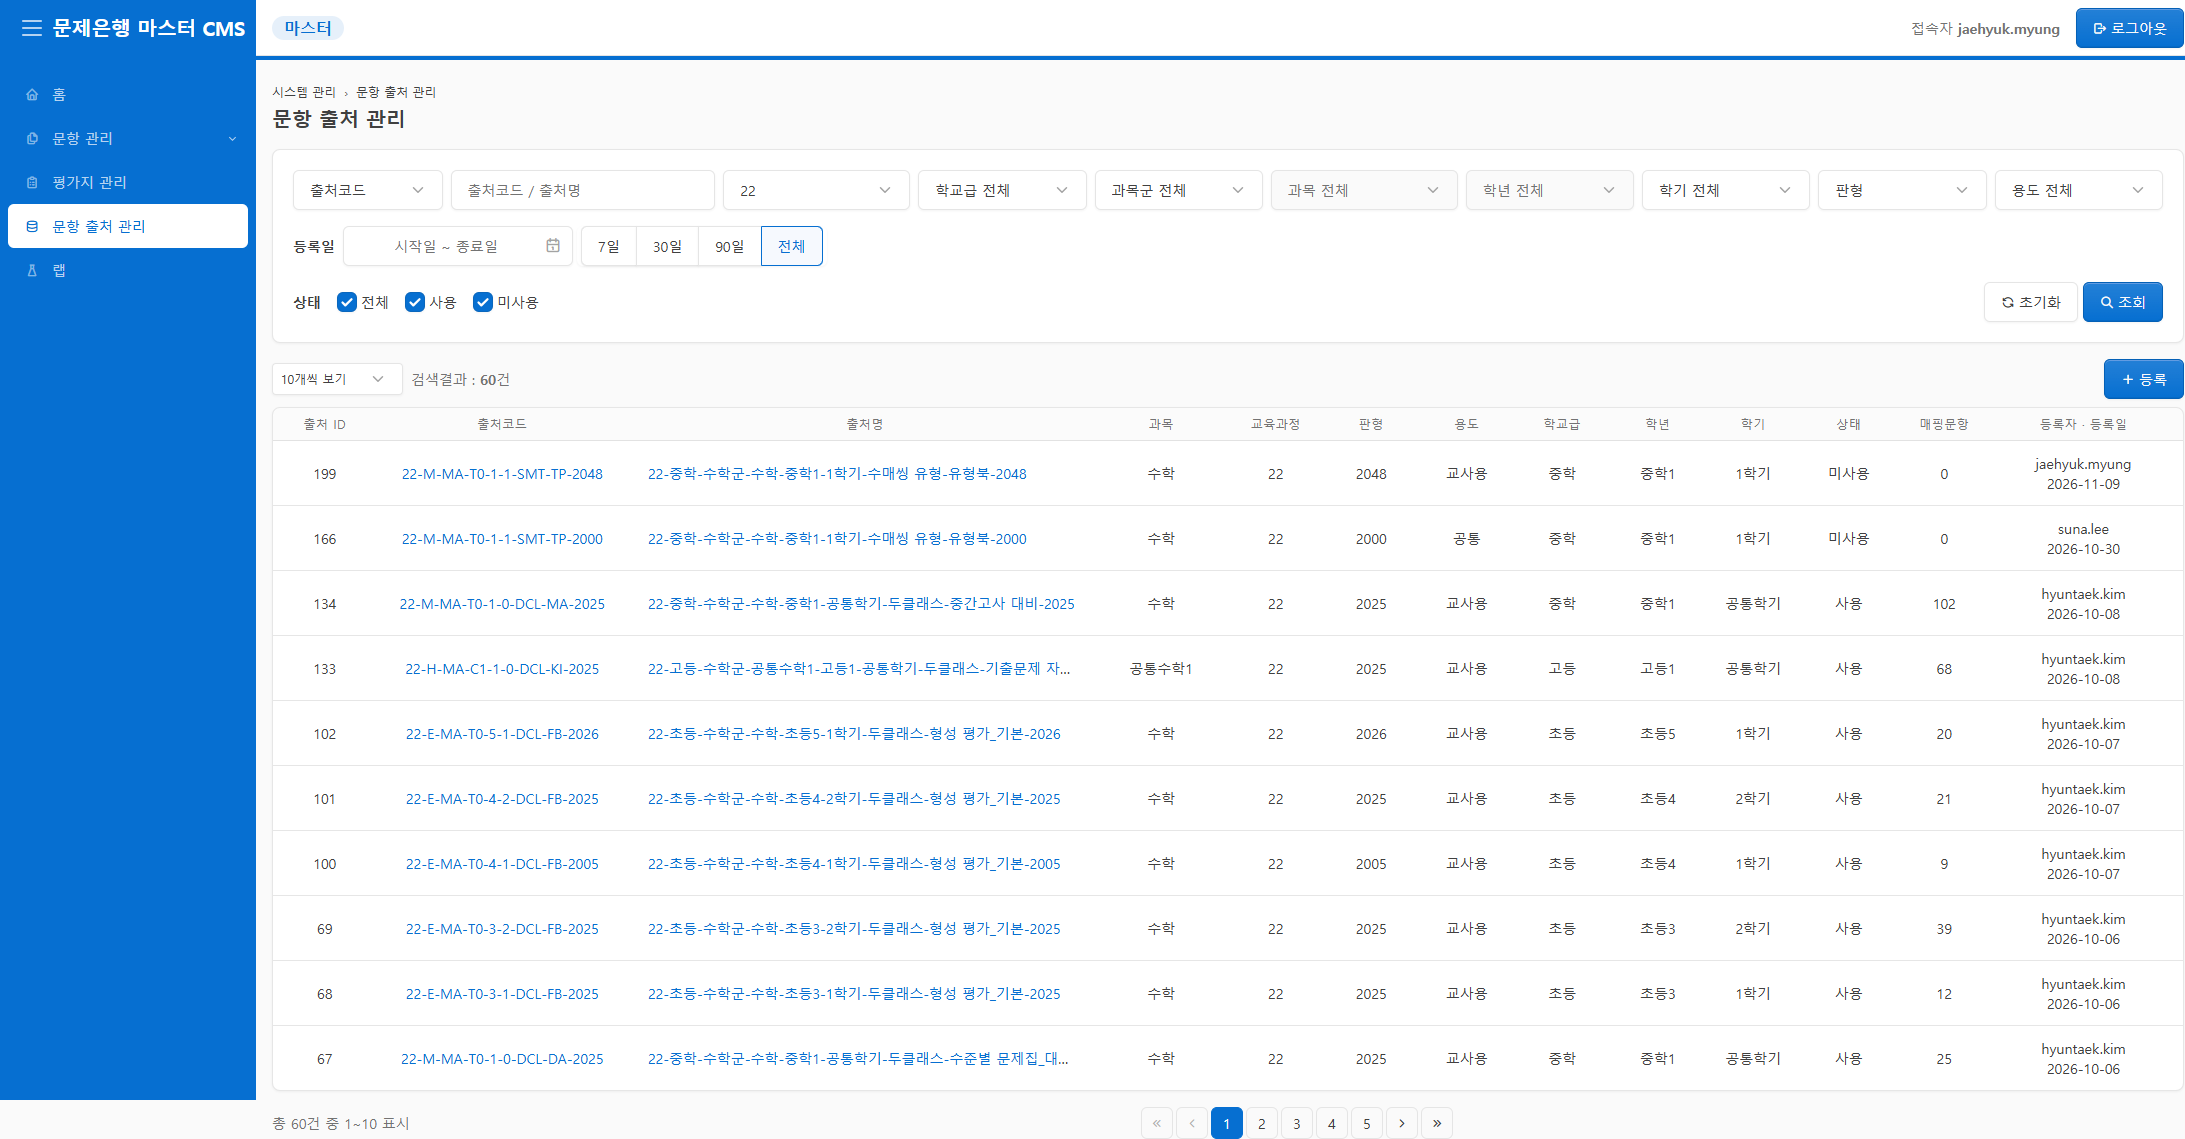 문제은행 마스터 CMS
마스터
접속자 jaehyuk.myung
로그아웃
홈
문항 관리
평가지 관리
문항 출처 관리
랩
시스템 관리 › 문항 출처 관리
문항 출처 관리
출처코드 출처코드 / 출처명 22 학교급 전체 과목군 전체 과목 전체 학년 전체 학기 전체 판형 용도 전체
등록일 시작일 ~ 종료일 7일 30일 90일 전체
상태 전체 사용 미사용 초기화 조회
10개씩 보기 검색결과 : 60건 + 등록
출처 ID 출처코드 출처명 과목 교육과정 판형 용도 학교급 학년 학기 상태 매핑문항 등록자 · 등록일
199 22-M-MA-T0-1-1-SMT-TP-2048 22-중학-수학군-수학-중학1-1학기-수매씽 유형-유형북-2048 수학 22 2048 교사용 중학 중학1 1학기 미사용 0 jaehyuk.myung
2026-11-09
166 22-M-MA-T0-1-1-SMT-TP-2000 22-중학-수학군-수학-중학1-1학기-수매씽 유형-유형북-2000 수학 22 2000 공통 중학 중학1 1학기 미사용 0 suna.lee
2026-10-30
134 22-M-MA-T0-1-0-DCL-MA-2025 22-중학-수학군-수학-중학1-공통학기-두클래스-중간고사 대비-2025 수학 22 2025 교사용 중학 중학1 공통학기 사용 102 hyuntaek.kim
2026-10-08
133 22-H-MA-C1-1-0-DCL-KI-2025 22-고등-수학군-공통수학1-고등1-공통학기-두클래스-기출문제 자... 공통수학1 22 2025 교사용 고등 고등1 공통학기 사용 68 hyuntaek.kim
2026-10-08
102 22-E-MA-T0-5-1-DCL-FB-2026 22-초등-수학군-수학-초등5-1학기-두클래스-형성 평가_기본-2026 수학 22 2026 교사용 초등 초등5 1학기 사용 20 hyuntaek.kim
2026-10-07
101 22-E-MA-T0-4-2-DCL-FB-2025 22-초등-수학군-수학-초등4-2학기-두클래스-형성 평가_기본-2025 수학 22 2025 교사용 초등 초등4 2학기 사용 21 hyuntaek.kim
2026-10-07
100 22-E-MA-T0-4-1-DCL-FB-2005 22-초등-수학군-수학-초등4-1학기-두클래스-형성 평가_기본-2005 수학 22 2005 교사용 초등 초등4 1학기 사용 9 hyuntaek.kim
2026-10-07
69 22-E-MA-T0-3-2-DCL-FB-2025 22-초등-수학군-수학-초등3-2학기-두클래스-형성 평가_기본-2025 수학 22 2025 교사용 초등 초등3 2학기 사용 39 hyuntaek.kim
2026-10-06
68 22-E-MA-T0-3-1-DCL-FB-2025 22-초등-수학군-수학-초등3-1학기-두클래스-형성 평가_기본-2025 수학 22 2025 교사용 초등 초등3 1학기 사용 12 hyuntaek.kim
2026-10-06
67 22-M-MA-T0-1-0-DCL-DA-2025 22-중학-수학군-수학-중학1-공통학기-두클래스-수준별 문제집_대... 수학 22 2025 교사용 중학 중학1 공통학기 사용 25 hyuntaek.kim
2026-10-06
총 60건 중 1~10 표시 « ‹ 1 2 3 4 5 › »